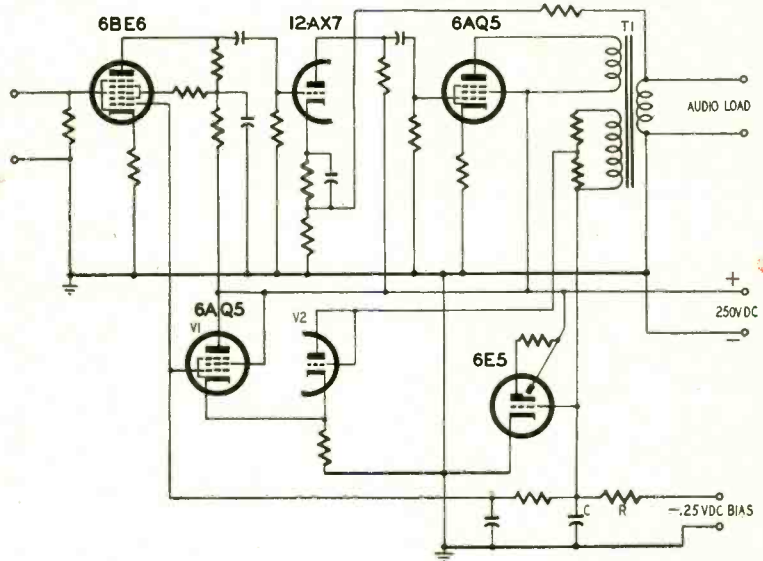 6BE6
12AX7
6AQ5
T1
AUDIO LOAD
6AQ5
V1
V2
6E5
+
250VDC
−
C
R
-.25VDC BIAS